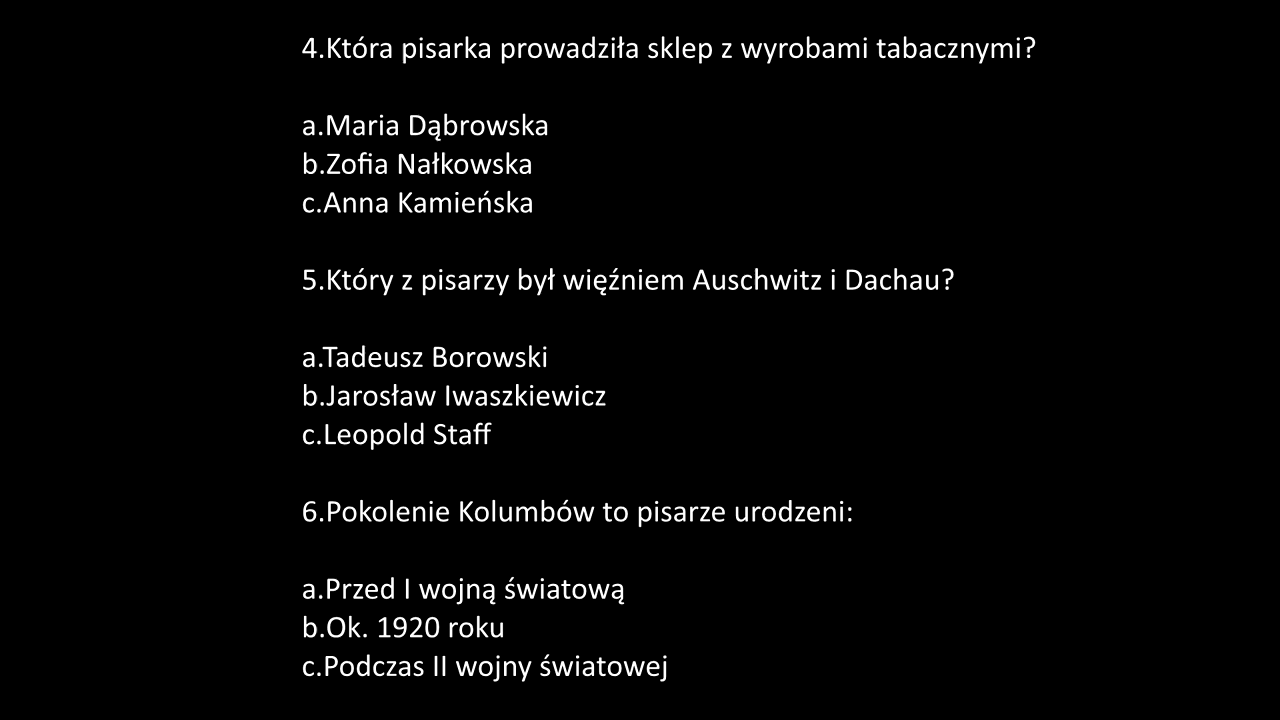 4.Która pisarka prowadziła sklep z wyrobami tabacznymi?
a.Maria Dąbrowska
b.Zofia Nałkowska
c.Anna Kamieńska
5.Który z pisarzy był więźniem Auschwitz i Dachau?
a.Tadeusz Borowski
b.Jarosław Iwaszkiewicz
c.Leopold Staff
6.Pokolenie Kolumbów to pisarze urodzeni:
a.Przed I wojną światową
b.Ok. 1920 roku
c.Podczas II wojny światowej